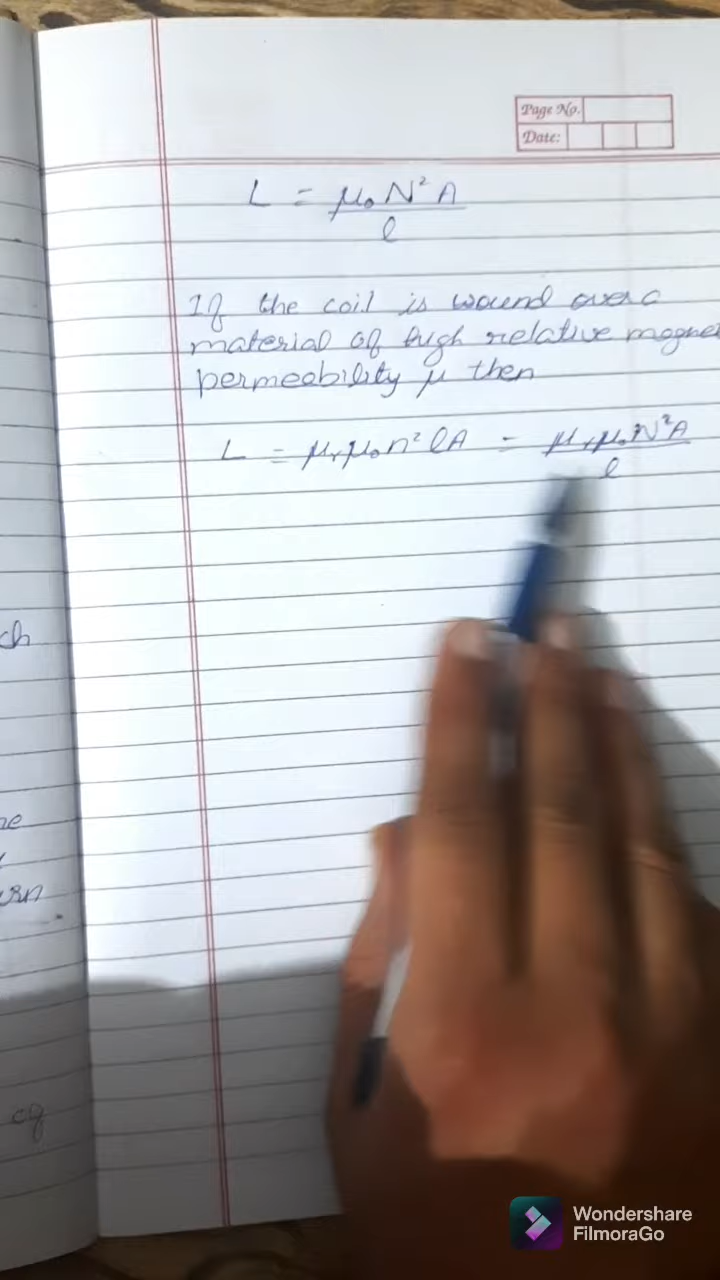 Page No.
Date:
L = μ₀N²A
l
If the coil is wound over a
material of high relative magne
permeability μ then
L = μᵣμ₀n²lA = μᵣμ₀N²A
l
ch
Wondershare
FilmoraGo